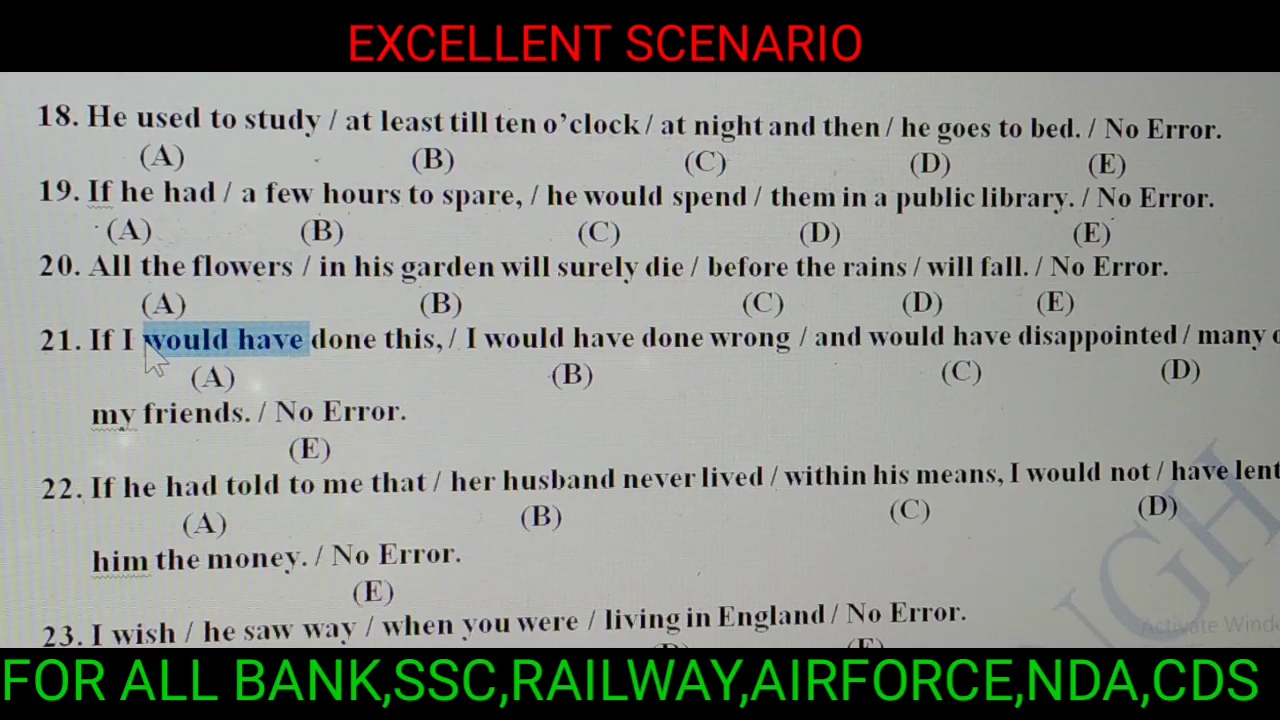 EXCELLENT SCENARIO
18. He used to study / at least till ten o’clock / at night and then / he goes to bed. / No Error.
(A) (B) (C) (D) (E)
19. If he had / a few hours to spare, / he would spend / them in a public library. / No Error.
(A) (B) (C) (D) (E)
20. All the flowers / in his garden will surely die / before the rains / will fall. / No Error.
(A) (B) (C) (D) (E)
21. If I would have done this, / I would have done wrong / and would have disappointed / many
(A) (B) (C) (D)
my friends. / No Error.
(E)
22. If he had told to me that / her husband never lived / within his means, I would not / have lent
(A) (B) (C) (D)
him the money. / No Error.
(E)
23. I wish / he saw way / when you were / living in England / No Error.
Activate Wind
FOR ALL BANK,SSC,RAILWAY,AIRFORCE,NDA,CDS